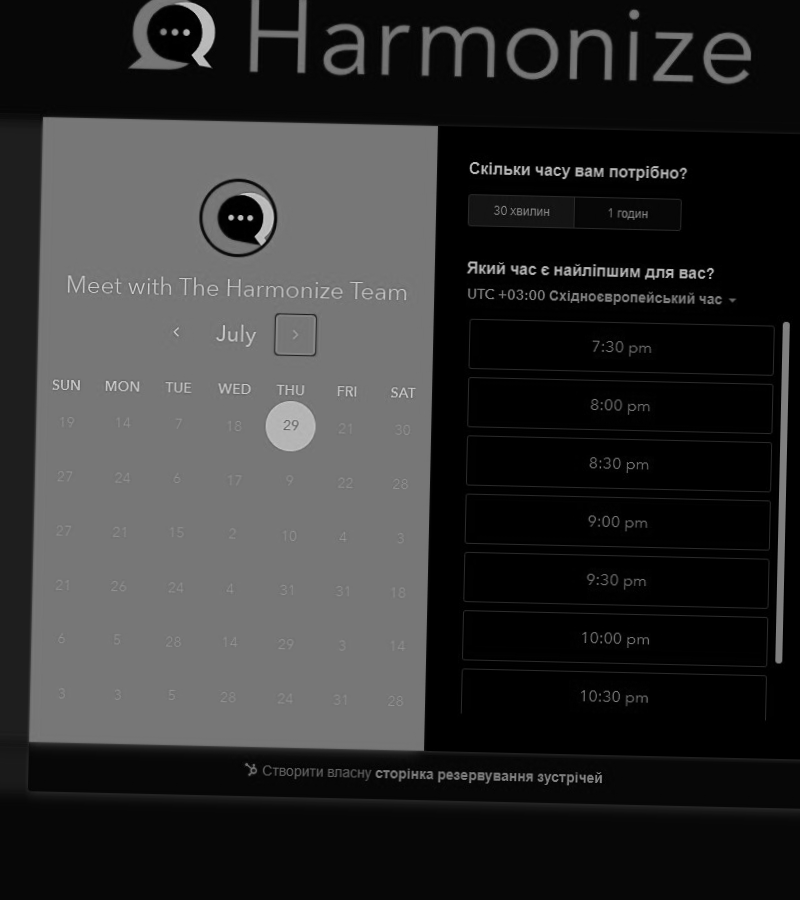 Harmonize
Meet with The Harmonize Team
July
SUN MON TUE WED THU FRI SAT
19 14 7 18 29 21 30
27 24 6 17 9 22 28
27 21 15 2 10 4 3
21 26 24 4 31 31 18
6 5 28 14 29 3 14
3 3 5 28 24 31 28
Скільки часу вам потрібно?
30 хвилин 1 годин
Який час є найліпшим для вас?
UTC +03:00 Східноєвропейський час
7:30 pm
8:00 pm
8:30 pm
9:00 pm
9:30 pm
10:00 pm
10:30 pm
Створити власну сторінка резервування зустрічей